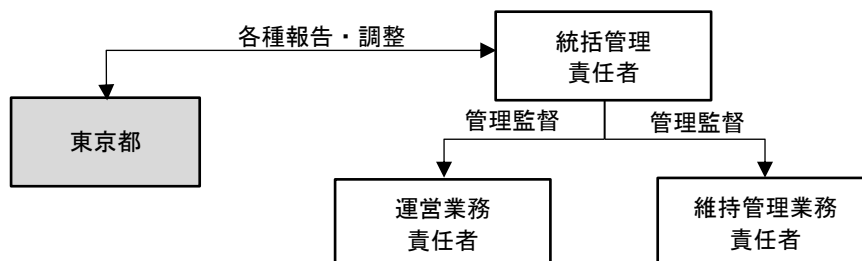 各種報告・調整
統括管理
責任者
東京都
管理監督
管理監督
運営業務
責任者
維持管理業務
責任者